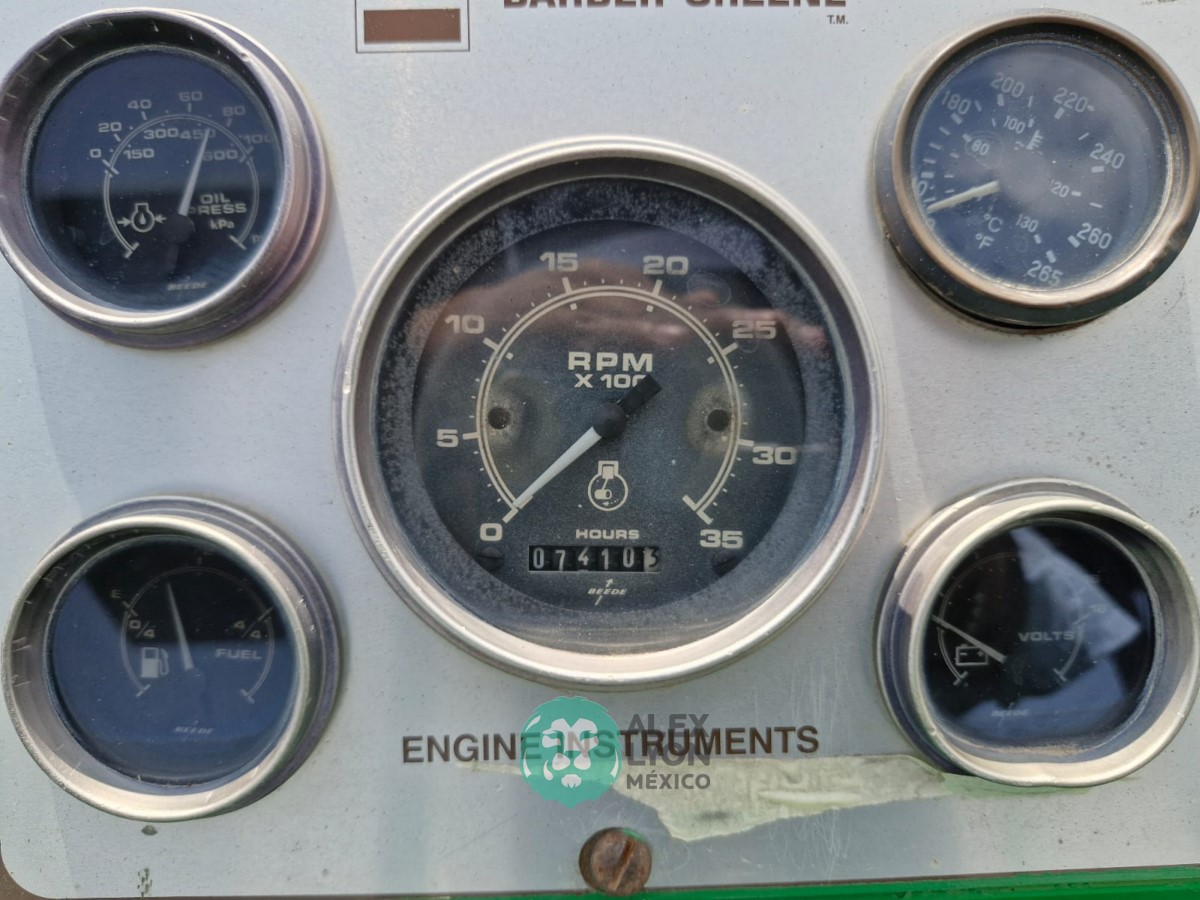 BARBER-GREENE
T.M.
0 20 40 60 80 100
150 300 450 600
OIL
PRESS
kPa
BEEDE
180 200 220 240 260 265
80 100 120 130
°C
°F
0 5 10 15 20 25 30 35
RPM
X 100
HOURS
074103
BEEDE
E
0/4 4/4
FUEL
BEEDE
VOLTS
BEEDE
ENGINE INSTRUMENTS
ALEX
LION
MÉXICO